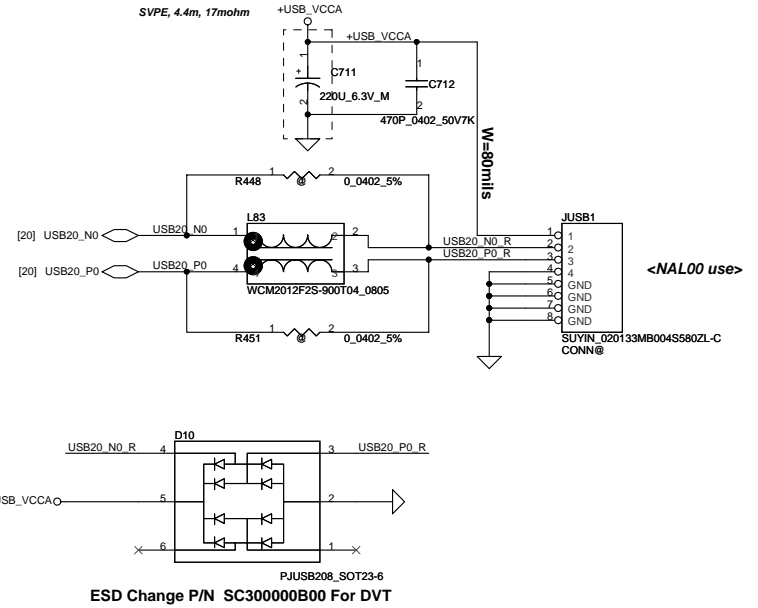 SVPE, 4.4m, 17mohm
+USB_VCCA
+USB_VCCA
1
+
C711
2
220U_6.3V_M
1
C712
2
470P_0402_50V7K
W=80mils
1
2
R448
@
0_0402_5%
[20] USB20_N0
USB20_N0
[20] USB20_P0
USB20_P0
L83
1
2
2
4
3
3
WCM2012F2S-900T04_0805
USB20_N0_R
USB20_P0_R
1
2
R451
@
0_0402_5%
JUSB1
1 1
2 2
3 3
4 4
5 GND
6 GND
7 GND
8 GND
SUYIN_020133MB004S580ZL-C
CONN@
<NAL00 use>
D10
USB20_N0_R 4
3 USB20_P0_R
USB_VCCA 5
2
6
1
PJUSB208_SOT23-6
ESD Change P/N SC300000B00 For DVT